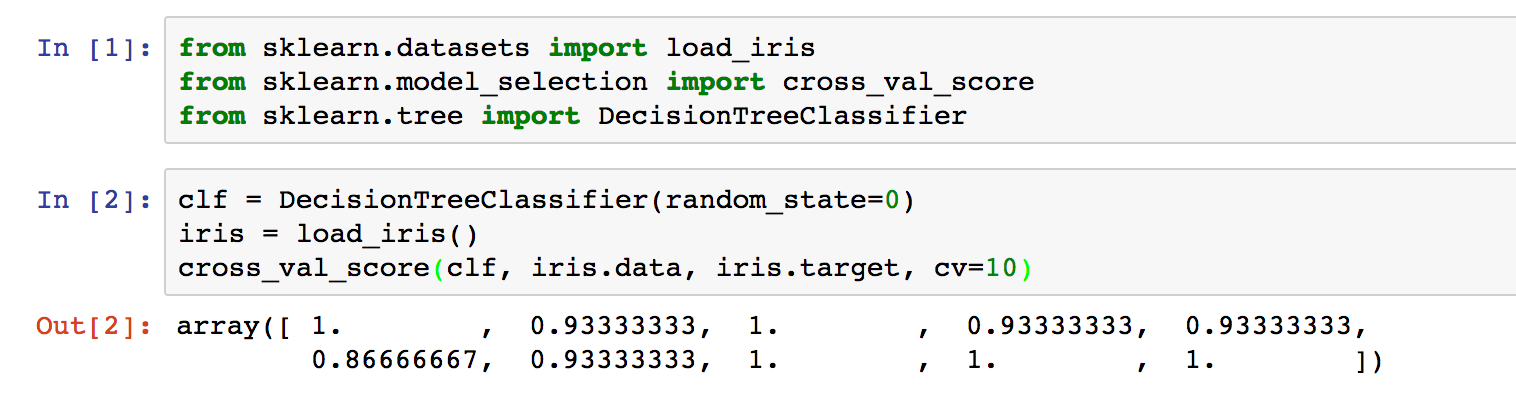 In [1]: from sklearn.datasets import load_iris
from sklearn.model_selection import cross_val_score
from sklearn.tree import DecisionTreeClassifier
In [2]: clf = DecisionTreeClassifier(random_state=0)
iris = load_iris()
cross_val_score(clf, iris.data, iris.target, cv=10)
Out[2]: array([ 1.        ,  0.93333333,  1.        ,  0.93333333,  0.93333333,
        0.86666667,  0.93333333,  1.        ,  1.        ,  1.        ])